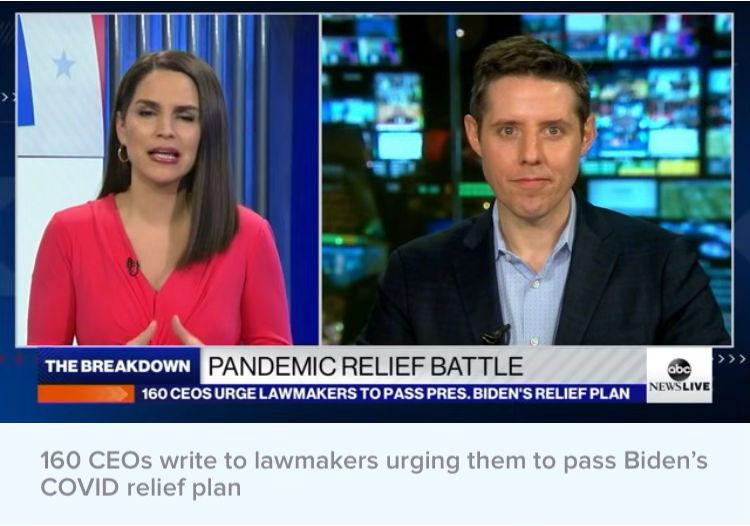 THE BREAKDOWN
PANDEMIC RELIEF BATTLE
160 CEOS URGE LAWMAKERS TO PASS PRES. BIDEN'S RELIEF PLAN
abc
NEWS LIVE
160 CEOs write to lawmakers urging them to pass Biden’s
COVID relief plan